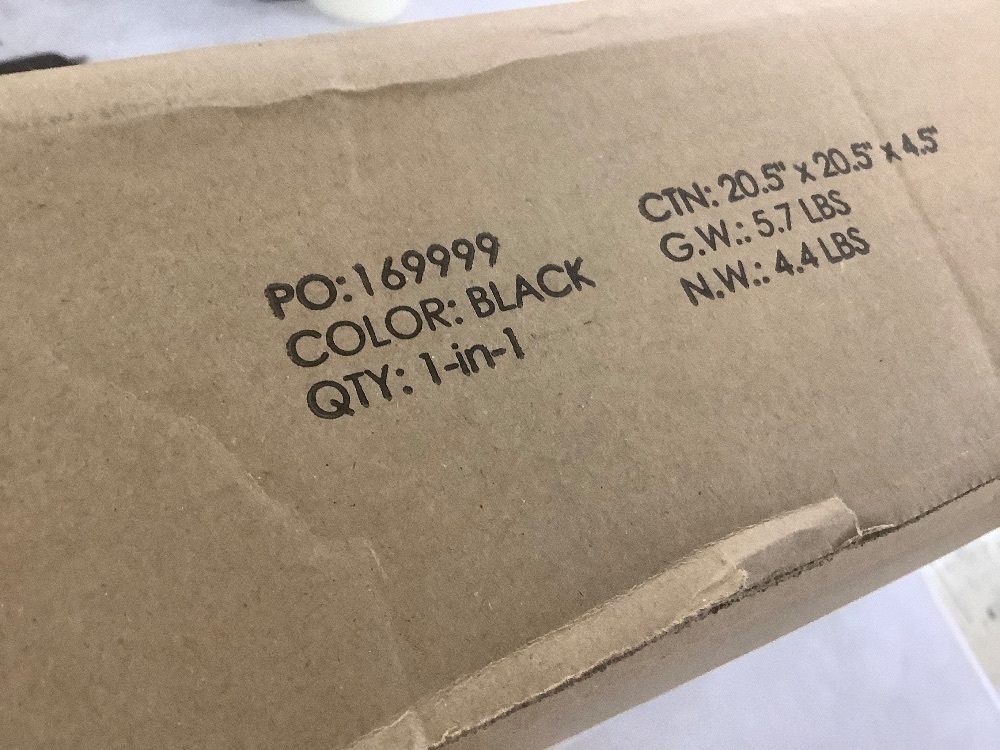 PO:169999
COLOR: BLACK
QTY: 1-in-1
CTN: 20.5" x 20.5" x 4.5"
G.W.: 5.7 LBS
N.W.: 4.4 LBS